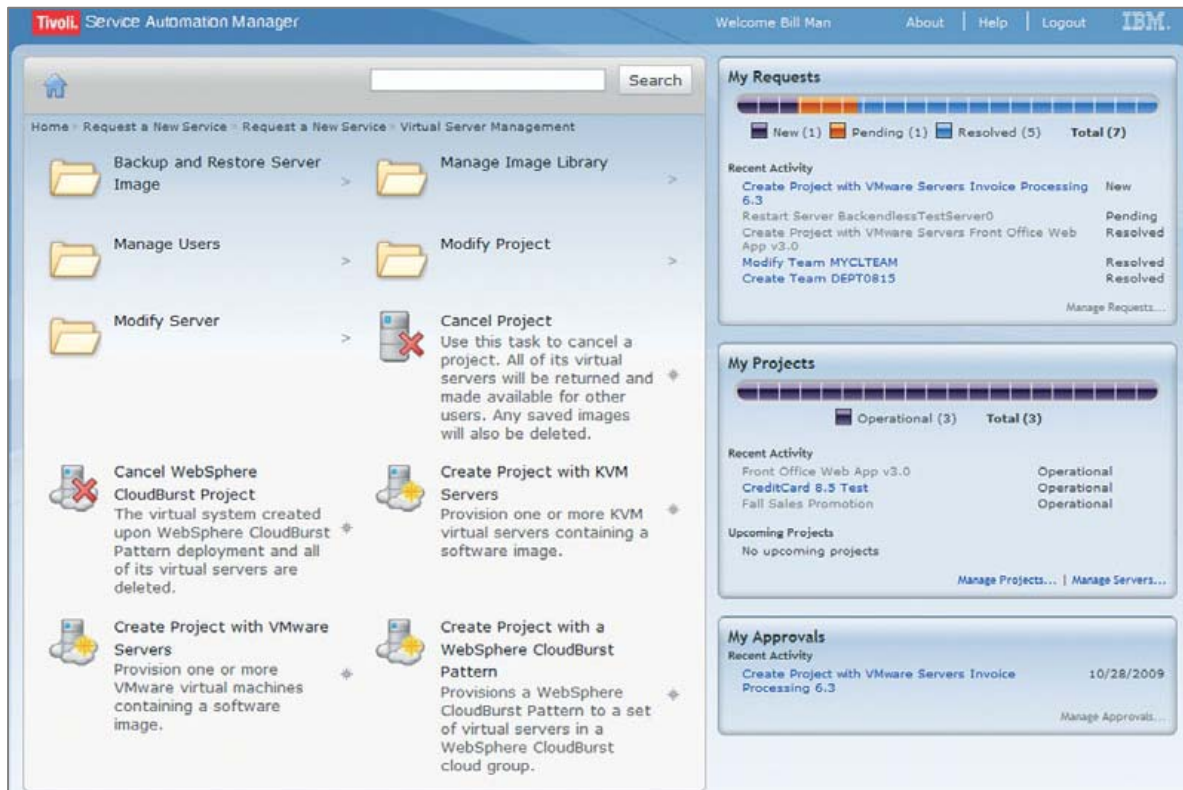 Tivoli. Service Automation Manager
Welcome Bill Man
About | Help | Logout
IBM.
Search
Home Request a New Service Request a New Service Virtual Server Management
Backup and Restore Server
Image
>
Manage Image Library
>
Manage Users
>
Modify Project
>
Modify Server
>
Cancel Project
Use this task to cancel a
project. All of its virtual
servers will be returned and
made available for other
users. Any saved images
will also be deleted.
Cancel WebSphere
CloudBurst Project
The virtual system created
upon WebSphere CloudBurst
Pattern deployment and all
of its virtual servers are
deleted.
Create Project with KVM
Servers
Provision one or more KVM
virtual servers containing a
software image.
Create Project with VMware
Servers
Provision one or more
VMware virtual machines
containing a software
image.
Create Project with a
WebSphere CloudBurst
Pattern
Provisions a WebSphere
CloudBurst Pattern to a set
of virtual servers in a
WebSphere CloudBurst
cloud group.
My Requests
New (1) Pending (1) Resolved (5) Total (7)
Recent Activity
Create Project with VMware Servers Invoice Processing New
6.3
Restart Server BackendlessTestServer0 Pending
Create Project with VMware Servers Front Office Web Resolved
App v3.0
Modify Team MYCLTEAM Resolved
Create Team DEPT0815 Resolved
Manage Requests...
My Projects
Operational (3) Total (3)
Recent Activity
Front Office Web App v3.0 Operational
CreditCard 8.5 Test Operational
Fall Sales Promotion Operational
Upcoming Projects
No upcoming projects
Manage Projects... | Manage Servers...
My Approvals
Recent Activity
Create Project with VMware Servers Invoice 10/28/2009
Processing 6.3
Manage Approvals...